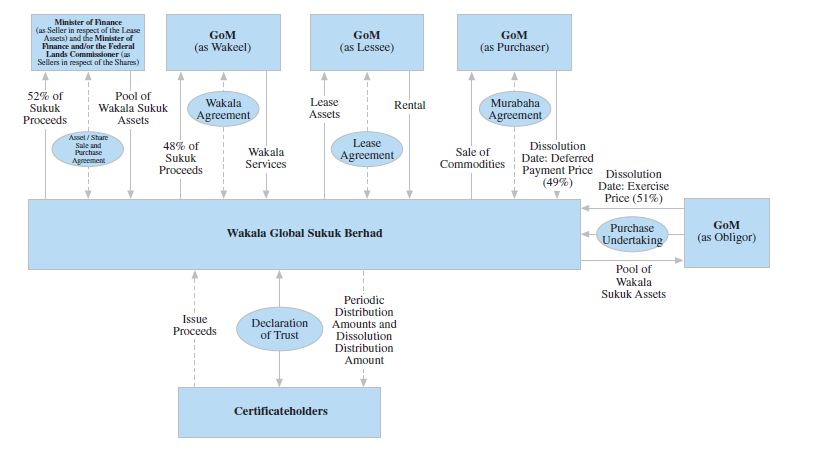 Minister of Finance
(as Seller in respect of the Lease
Assets) and the Minister of
Finance and/or the Federal
Lands Commissioner (as
Sellers in respect of the Shares)
GoM
(as Wakeel)
GoM
(as Lessee)
GoM
(as Purchaser)
52% of
Sukuk
Proceeds
Asset / Share
Sale and
Purchase
Agreement
Pool of
Wakala Sukuk
Assets
48% of
Sukuk
Proceeds
Wakala
Agreement
Wakala
Services
Lease
Assets
Lease
Agreement
Rental
Sale of
Commodities
Murabaha
Agreement
Dissolution
Date: Deferred
Payment Price
(49%)
Dissolution
Date: Exercise
Price (51%)
Wakala Global Sukuk Berhad
Purchase
Undertaking
GoM
(as Obligor)
Pool of
Wakala
Sukuk Assets
Issue
Proceeds
Declaration
of Trust
Periodic
Distribution
Amounts and
Dissolution
Distribution
Amount
Certificateholders